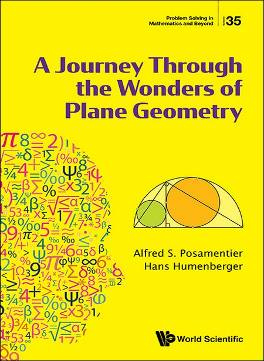 Problem Solving in
Mathematics and Beyond
35
A Journey Through
the Wonders of
Plane Geometry
Alfred S. Posamentier
Hans Humenberger
World Scientific